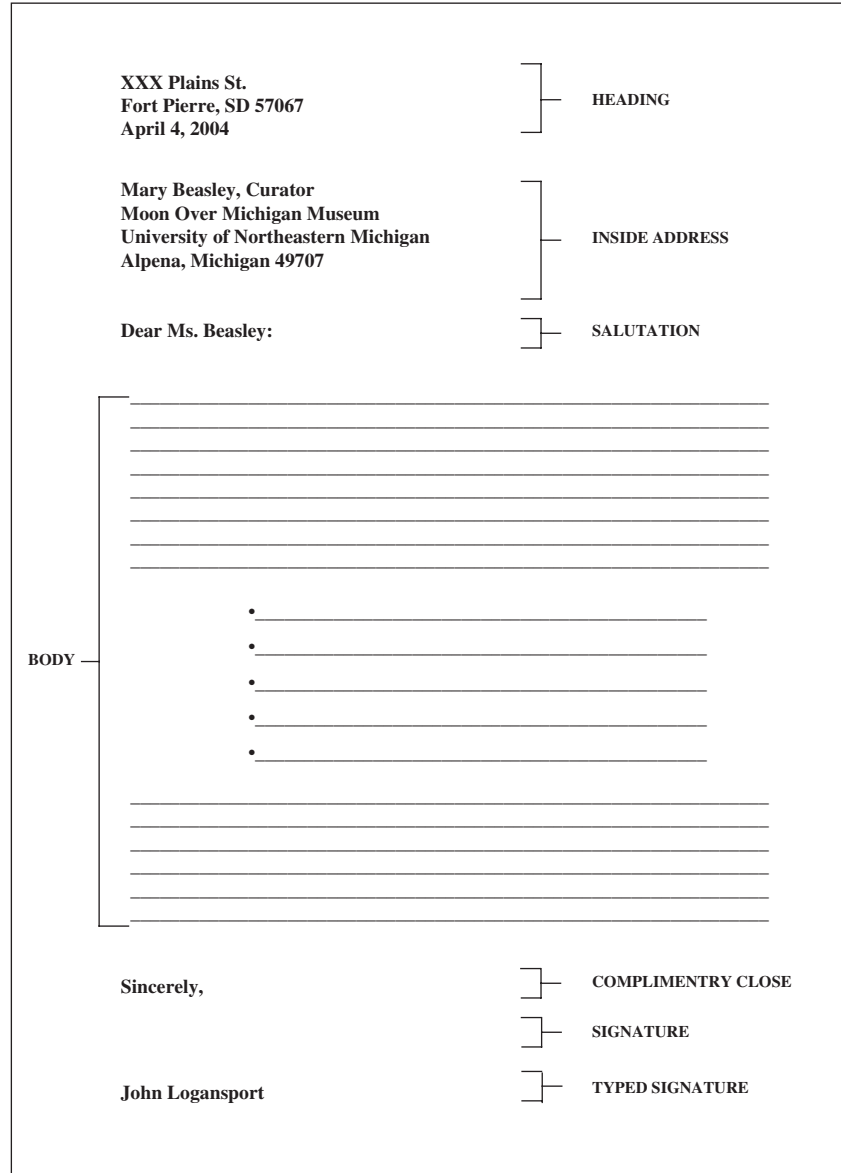 XXX Plains St.
Fort Pierre, SD 57067
April 4, 2004
HEADING
Mary Beasley, Curator
Moon Over Michigan Museum
University of Northeastern Michigan
Alpena, Michigan 49707
INSIDE ADDRESS
Dear Ms. Beasley:
SALUTATION
BODY
•
•
•
•
•
Sincerely,
COMPLIMENTRY CLOSE
SIGNATURE
John Logansport
TYPED SIGNATURE